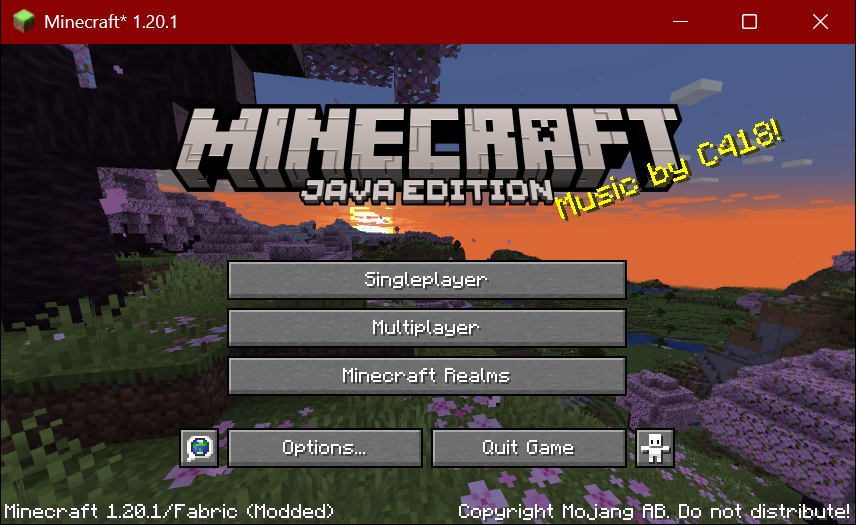 Minecraft* 1.20.1
MINECRAFT
JAVA EDITION
Music by C418!
Singleplayer
Multiplayer
Minecraft Realms
Options...
Quit Game
Minecraft 1.20.1/Fabric (Modded)
Copyright Mojang AB. Do not distribute!